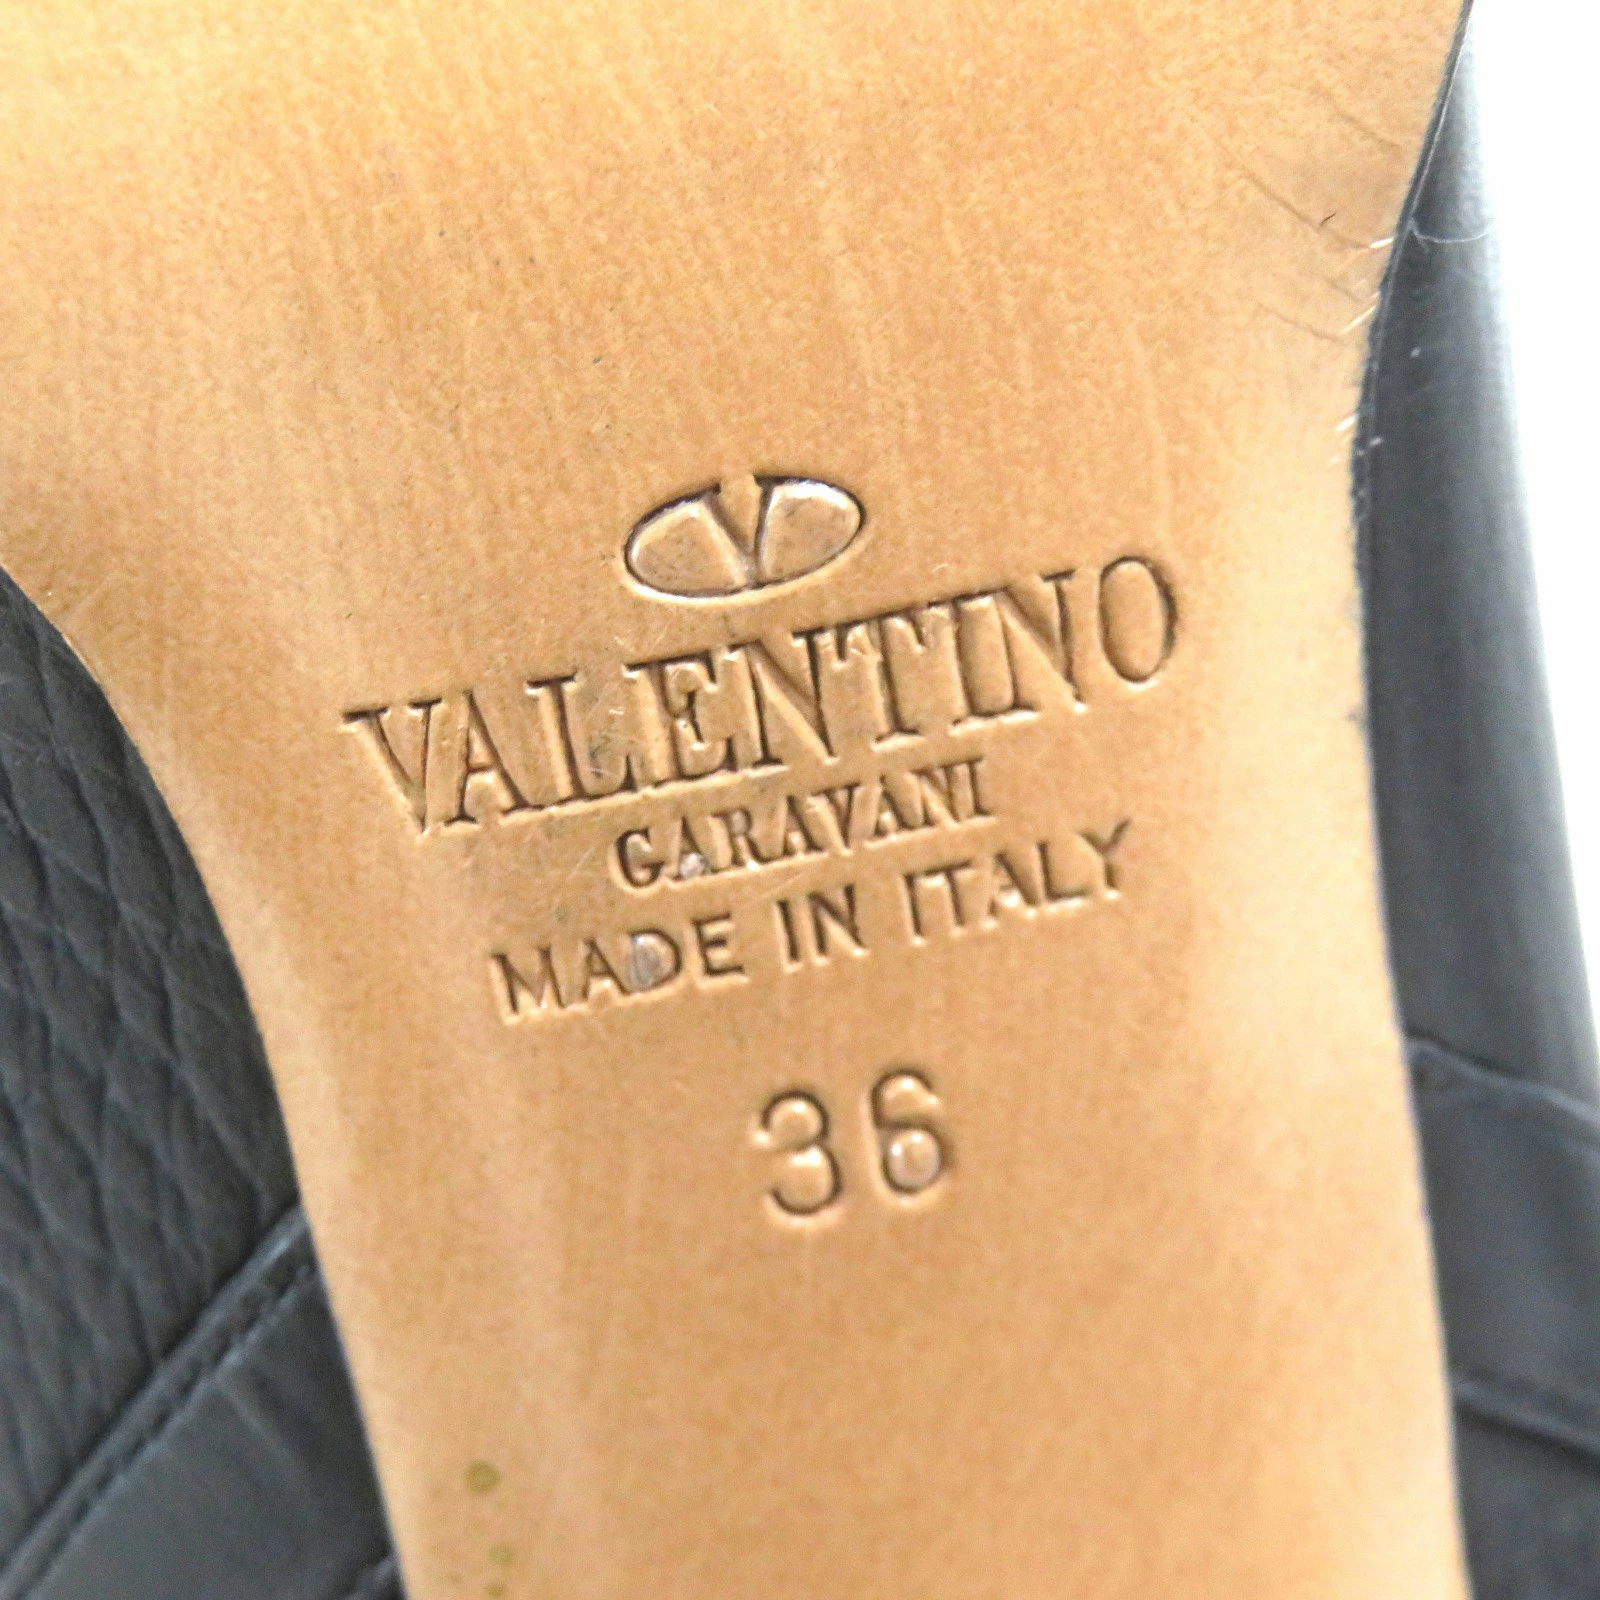 V
VALENTINO
GARAVANI
MADE IN ITALY
36